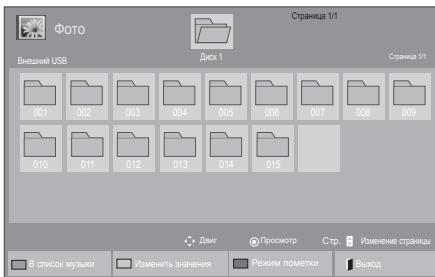 Страница 1/1
Фото
Внешний USB
Диск 1
Страница 1/1
001 002 003 004 005 006 007 008 009
010 011 012 013 014 015
Двиг Просмотр Стр. Изменение страницы
В список музыки Изменить значения Режим пометки Выход